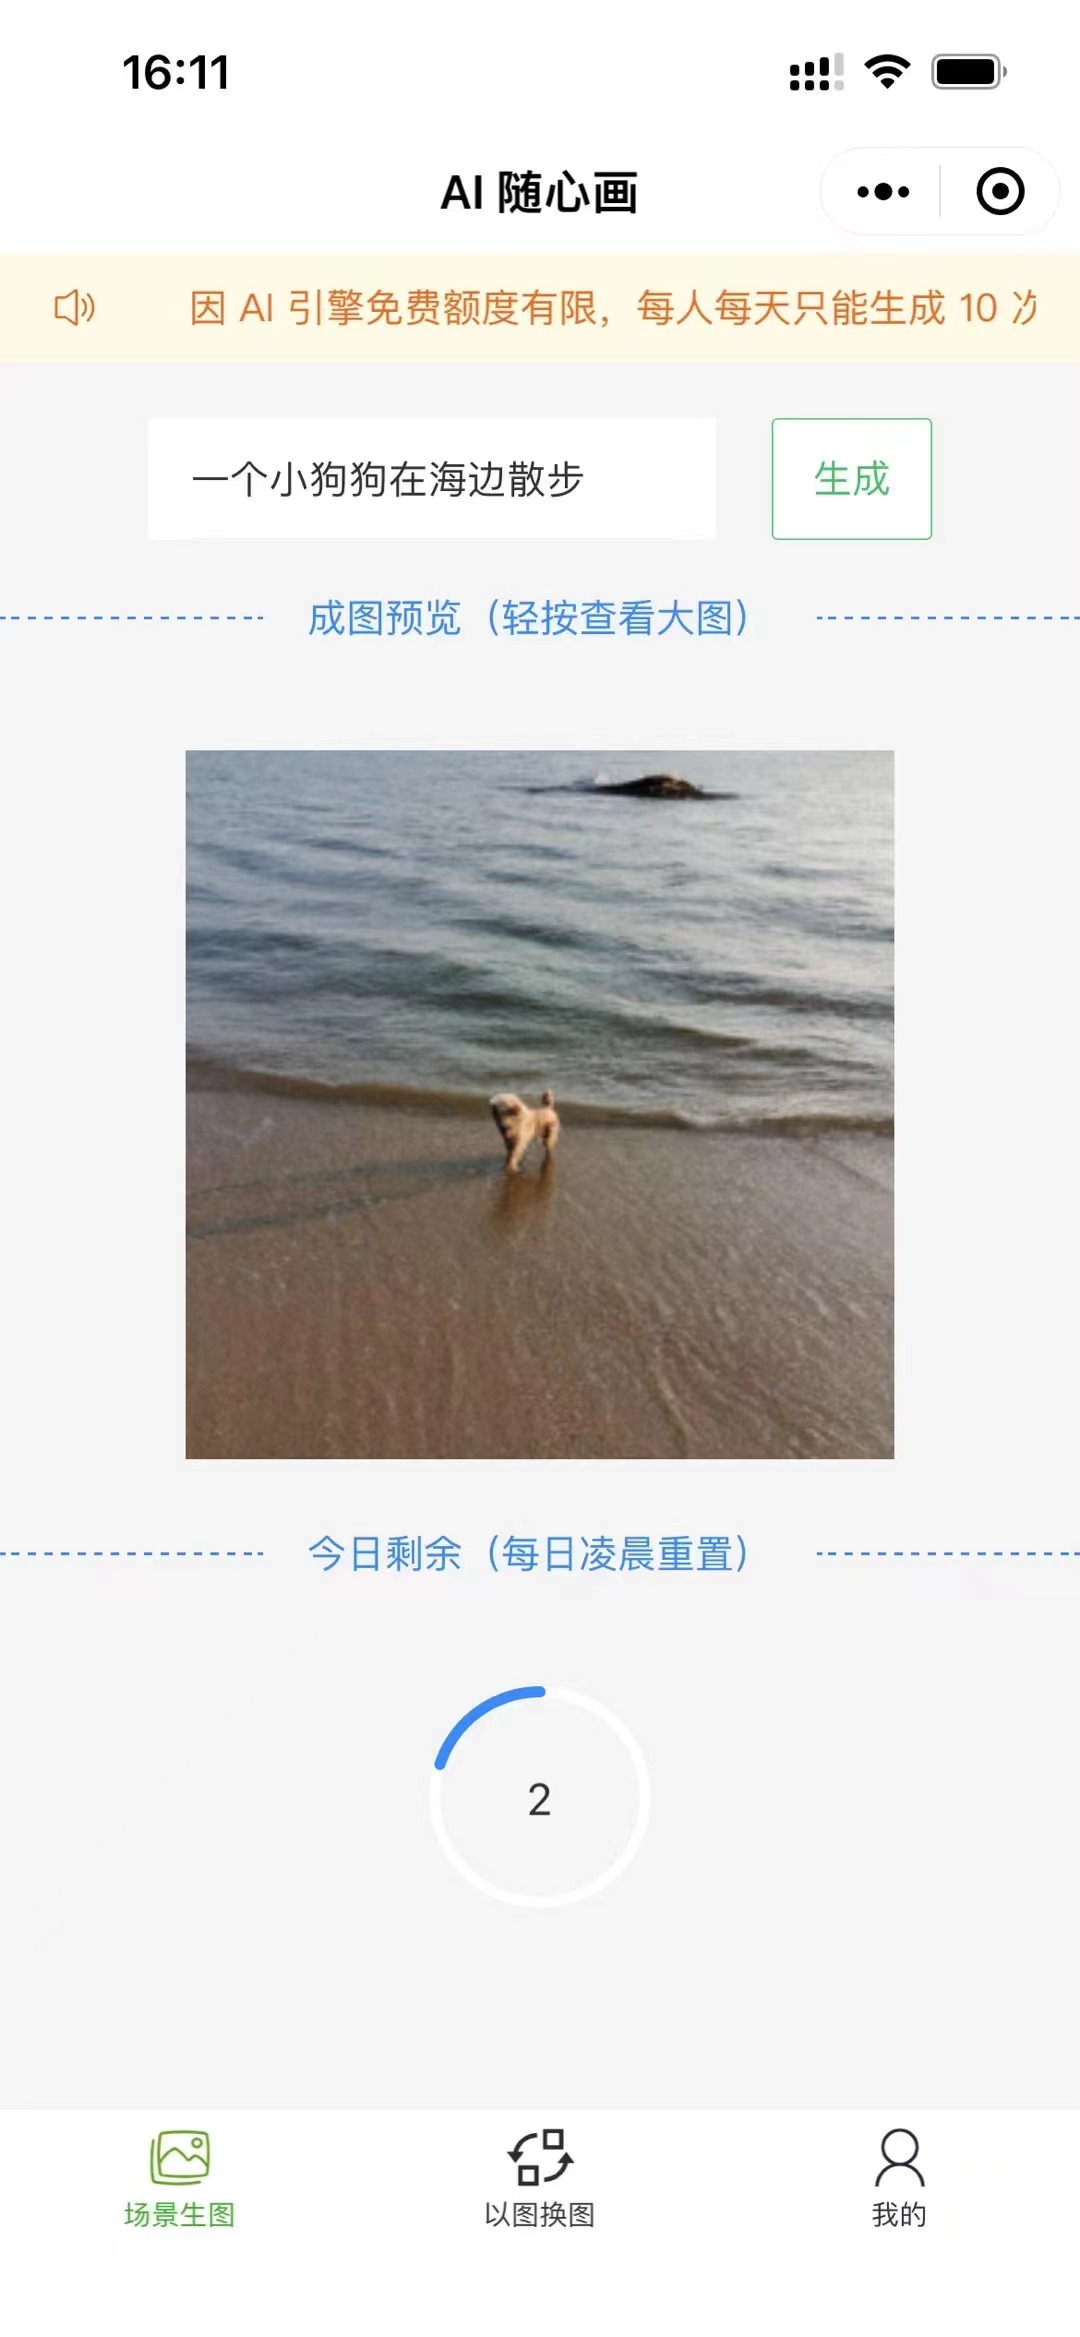 16:11
AI 随心画
因 AI 引擎免费额度有限，每人每天只能生成 10 次
一个小狗狗在海边散步
生成
成图预览（轻按查看大图）
今日剩余（每日凌晨重置）
2
场景生图
以图换图
我的